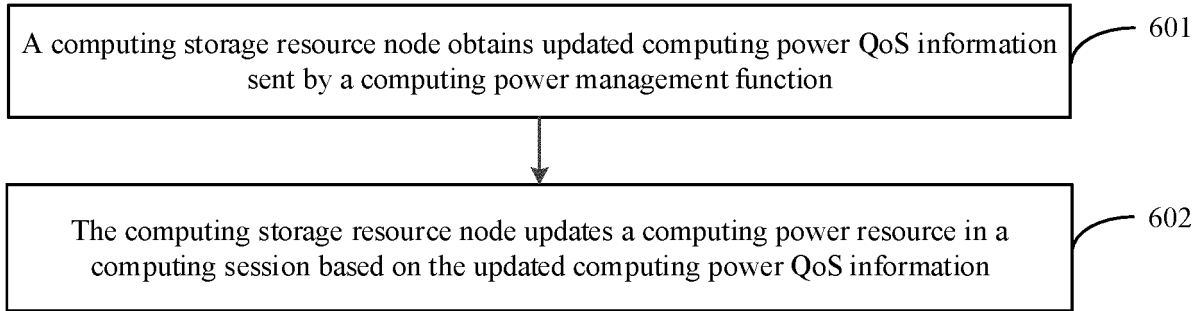 A computing storage resource node obtains updated computing power QoS information
sent by a computing power management function
601
The computing storage resource node updates a computing power resource in a
computing session based on the updated computing power QoS information
602